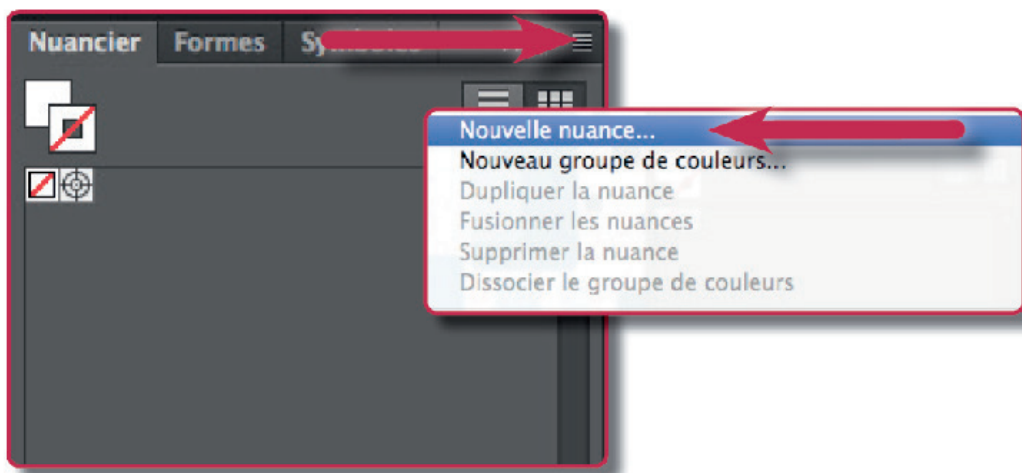 Nuancier Formes
Nouvelle nuance...
Nouveau groupe de couleurs...
Dupliquer la nuance
Fusionner les nuances
Supprimer la nuance
Dissocier le groupe de couleurs